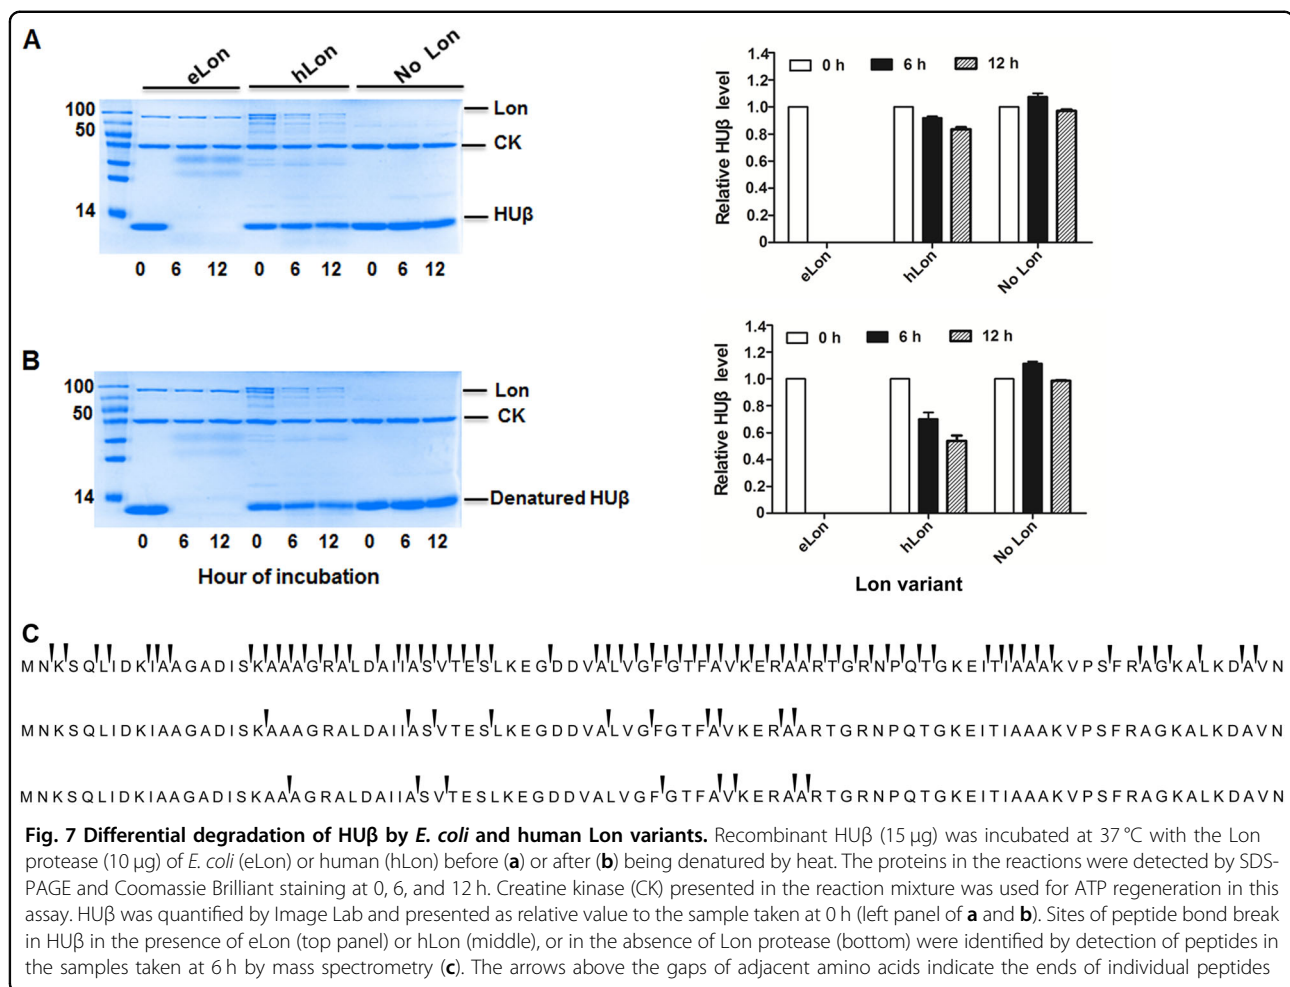 A
eLon hLon No Lon
100
50
14
Lon
CK
HUβ
0 6 12 0 6 12 0 6 12
Relative HUβ level
1.4
1.2
1.0
0.8
0.6
0.4
0.2
0
0 h 6 h 12 h
eLon hLon No Lon
B
100
50
14
Lon
CK
Denatured HUβ
0 6 12 0 6 12 0 6 12
Hour of incubation
Relative HUβ level
1.4
1.2
1.0
0.8
0.6
0.4
0.2
0
0 h 6 h 12 h
eLon hLon No Lon
Lon variant
C
MNKSQLIDKIAAGADISKAAAGRALDAIIASVTESLKEGDDVALVGFGTFAVKERAARTGRNPQTGKEITIAAAKVPSFRAGKALKDAVN
MNKSQLIDKIAAGADISKAAAGRALDAIIASVTESLKEGDDVALVGFGTFAVKERAARTGRNPQTGKEITIAAAKVPSFRAGKALKDAVN
MNKSQLIDKIAAGADISKAAAGRALDAIIASVTESLKEGDDVALVGFGTFAVKERAARTGRNPQTGKEITIAAAKVPSFRAGKALKDAVN
Fig. 7 Differential degradation of HUβ by E. coli and human Lon variants. Recombinant HUβ (15 μg) was incubated at 37 °C with the Lon
protease (10 μg) of E. coli (eLon) or human (hLon) before (a) or after (b) being denatured by heat. The proteins in the reactions were detected by SDS-
PAGE and Coomassie Brilliant staining at 0, 6, and 12 h. Creatine kinase (CK) presented in the reaction mixture was used for ATP regeneration in this
assay. HUβ was quantified by Image Lab and presented as relative value to the sample taken at 0 h (left panel of a and b). Sites of peptide bond break
in HUβ in the presence of eLon (top panel) or hLon (middle), or in the absence of Lon protease (bottom) were identified by detection of peptides in
the samples taken at 6 h by mass spectrometry (c). The arrows above the gaps of adjacent amino acids indicate the ends of individual peptides